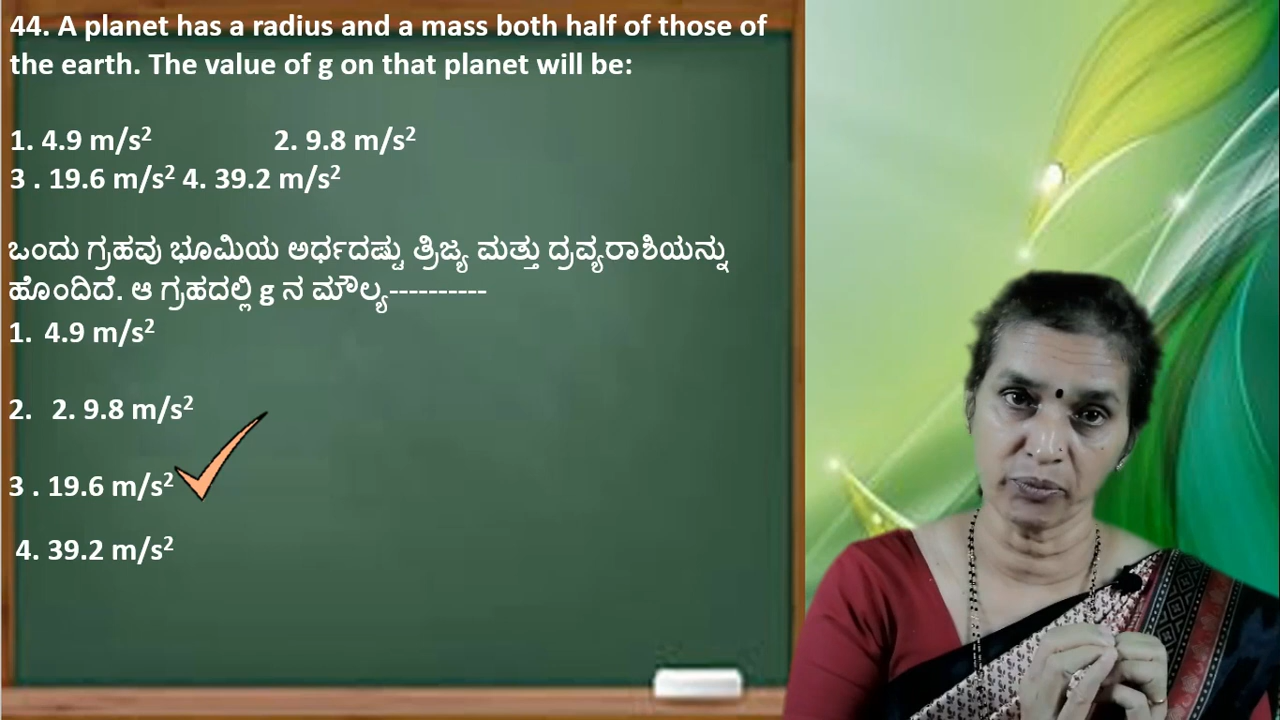 44. A planet has a radius and a mass both half of those of
the earth. The value of g on that planet will be:
1. 4.9 m/s² 2. 9.8 m/s²
3 . 19.6 m/s² 4. 39.2 m/s²
ಒಂದು ಗ್ರಹವು ಭೂಮಿಯ ಅರ್ಧದಷ್ಟು ತ್ರಿಜ್ಯ ಮತ್ತು ದ್ರವ್ಯರಾಶಿಯನ್ನು
ಹೊಂದಿದೆ. ಆ ಗ್ರಹದಲ್ಲಿ g ನ ಮೌಲ್ಯ----------
1. 4.9 m/s²
2. 2. 9.8 m/s²
3 . 19.6 m/s²
4. 39.2 m/s²